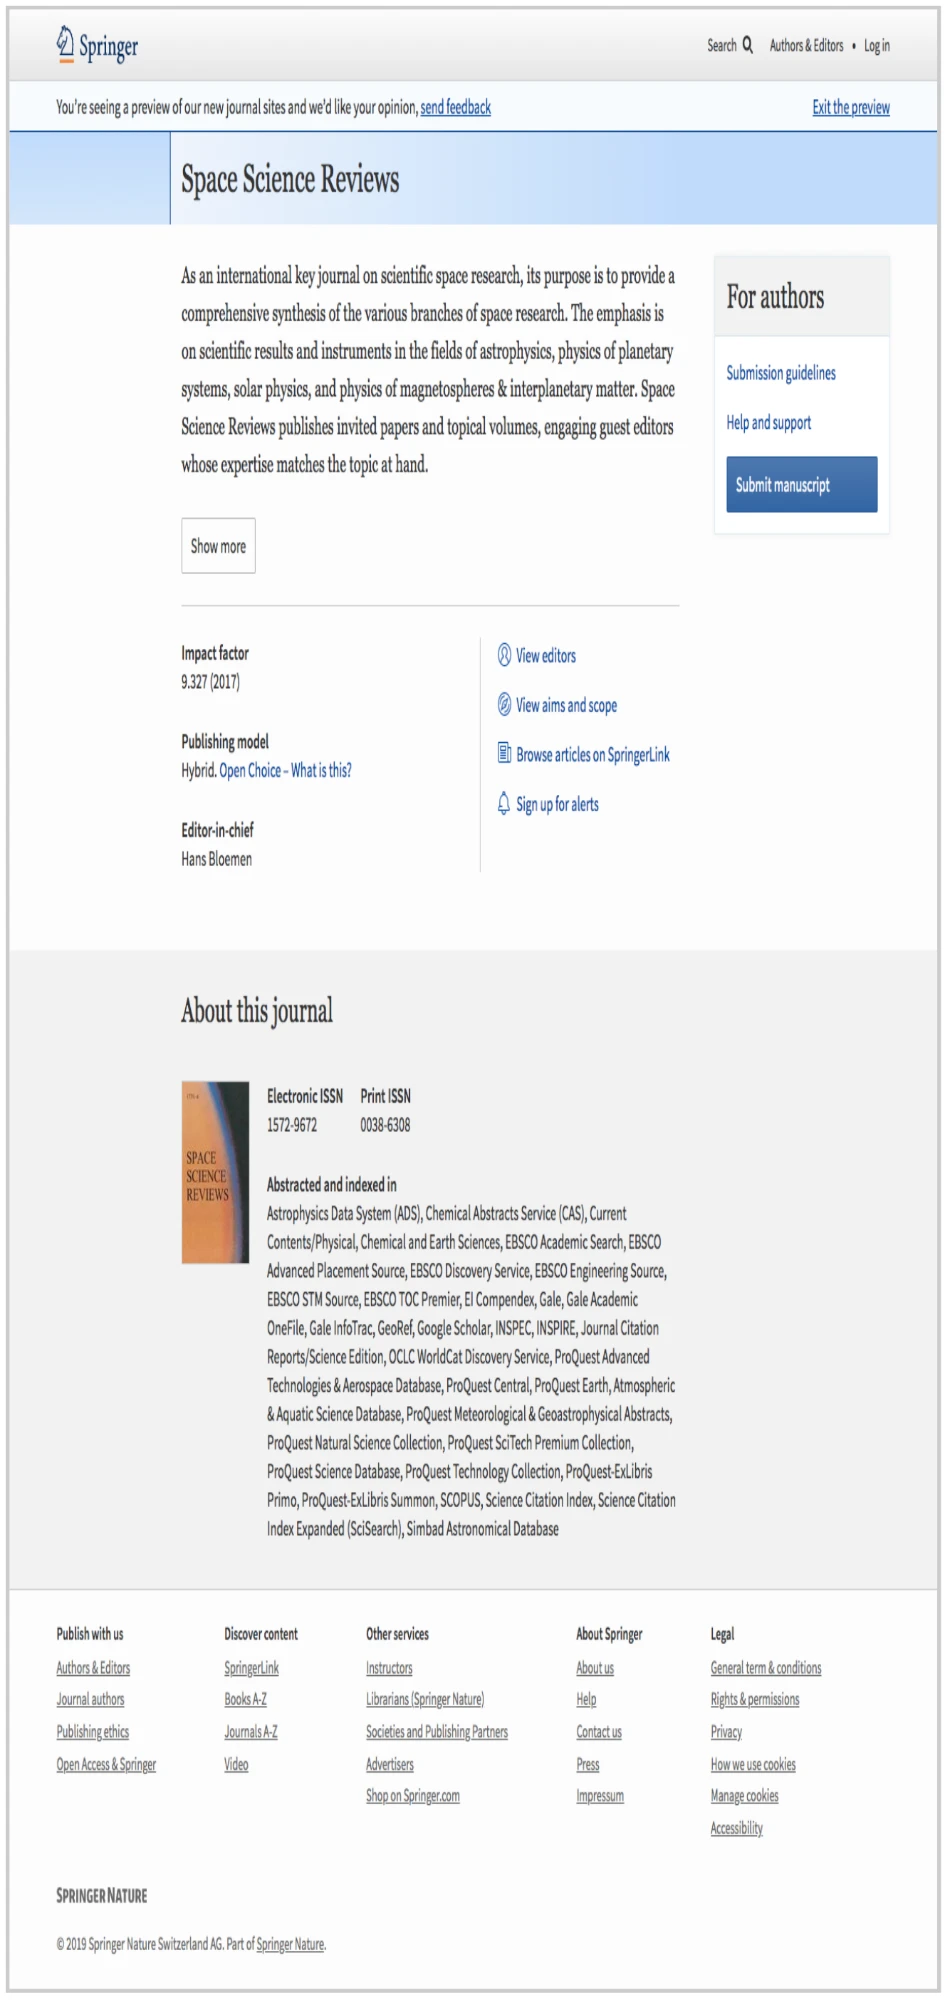 Springer
Search
Authors & Editors • Log in
You're seeing a preview of our new journal sites and we'd like your opinion, send feedback
Exit the preview
Space Science Reviews
As an international key journal on scientific space research, its purpose is to provide a
comprehensive synthesis of the various branches of space research. The emphasis is
on scientific results and instruments in the fields of astrophysics, physics of planetary
systems, solar physics, and physics of magnetospheres & interplanetary matter. Space
Science Reviews publishes invited papers and topical volumes, engaging guest editors
whose expertise matches the topic at hand.
Show more
For authors
Submission guidelines
Help and support
Submit manuscript
Impact factor
9.327 (2017)
Publishing model
Hybrid. Open Choice – What is this?
Editor-in-chief
Hans Bloemen
View editors
View aims and scope
Browse articles on SpringerLink
Sign up for alerts
About this journal
SPACE
SCIENCE
REVIEWS
Electronic ISSN
1572-9672
Print ISSN
0038-6308
Abstracted and indexed in
Astrophysics Data System (ADS), Chemical Abstracts Service (CAS), Current
Contents/Physical, Chemical and Earth Sciences, EBSCO Academic Search, EBSCO
Advanced Placement Source, EBSCO Discovery Service, EBSCO Engineering Source,
EBSCO STM Source, EBSCO TOC Premier, EI Compendex, Gale, Gale Academic
OneFile, Gale InfoTrac, GeoRef, Google Scholar, INSPEC, INSPIRE, Journal Citation
Reports/Science Edition, OCLC WorldCat Discovery Service, ProQuest Advanced
Technologies & Aerospace Database, ProQuest Central, ProQuest Earth, Atmospheric
& Aquatic Science Database, ProQuest Meteorological & Geoastrophysical Abstracts,
ProQuest Natural Science Collection, ProQuest SciTech Premium Collection,
ProQuest Science Database, ProQuest Technology Collection, ProQuest-ExLibris
Primo, ProQuest-ExLibris Summon, SCOPUS, Science Citation Index, Science Citation
Index Expanded (SciSearch), Simbad Astronomical Database
Publish with us
Authors & Editors
Journal authors
Publishing ethics
Open Access & Springer
Discover content
SpringerLink
Books A-Z
Journals A-Z
Video
Other services
Instructors
Librarians (Springer Nature)
Societies and Publishing Partners
Advertisers
Shop on Springer.com
About Springer
About us
Help
Contact us
Press
Impressum
Legal
General term & conditions
Rights & permissions
Privacy
How we use cookies
Manage cookies
Accessibility
SPRINGER NATURE
© 2019 Springer Nature Switzerland AG. Part of Springer Nature.